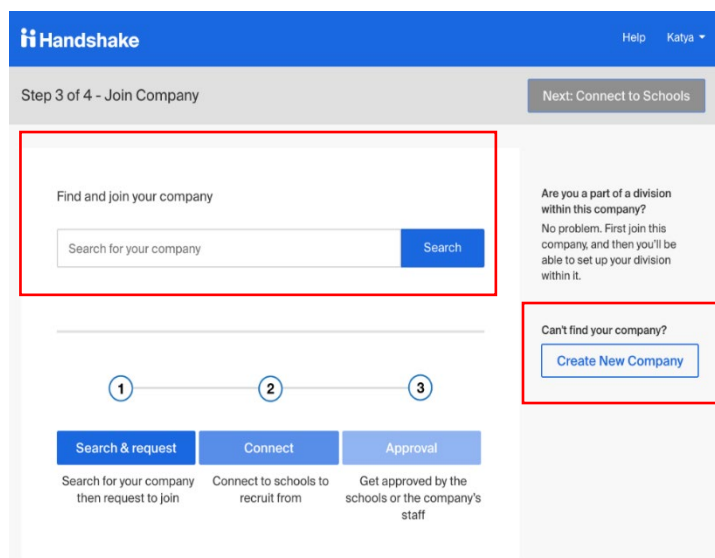 Handshake
Help
Katya
Step 3 of 4 - Join Company
Next: Connect to Schools
Find and join your company
Search for your company
Search
Are you a part of a division
within this company?
No problem. First join this
company, and then you'll be
able to set up your division
within it.
Can't find your company?
Create New Company
1
2
3
Search & request
Connect
Approval
Search for your company
then request to join
Connect to schools to
recruit from
Get approved by the
schools or the company's
staff